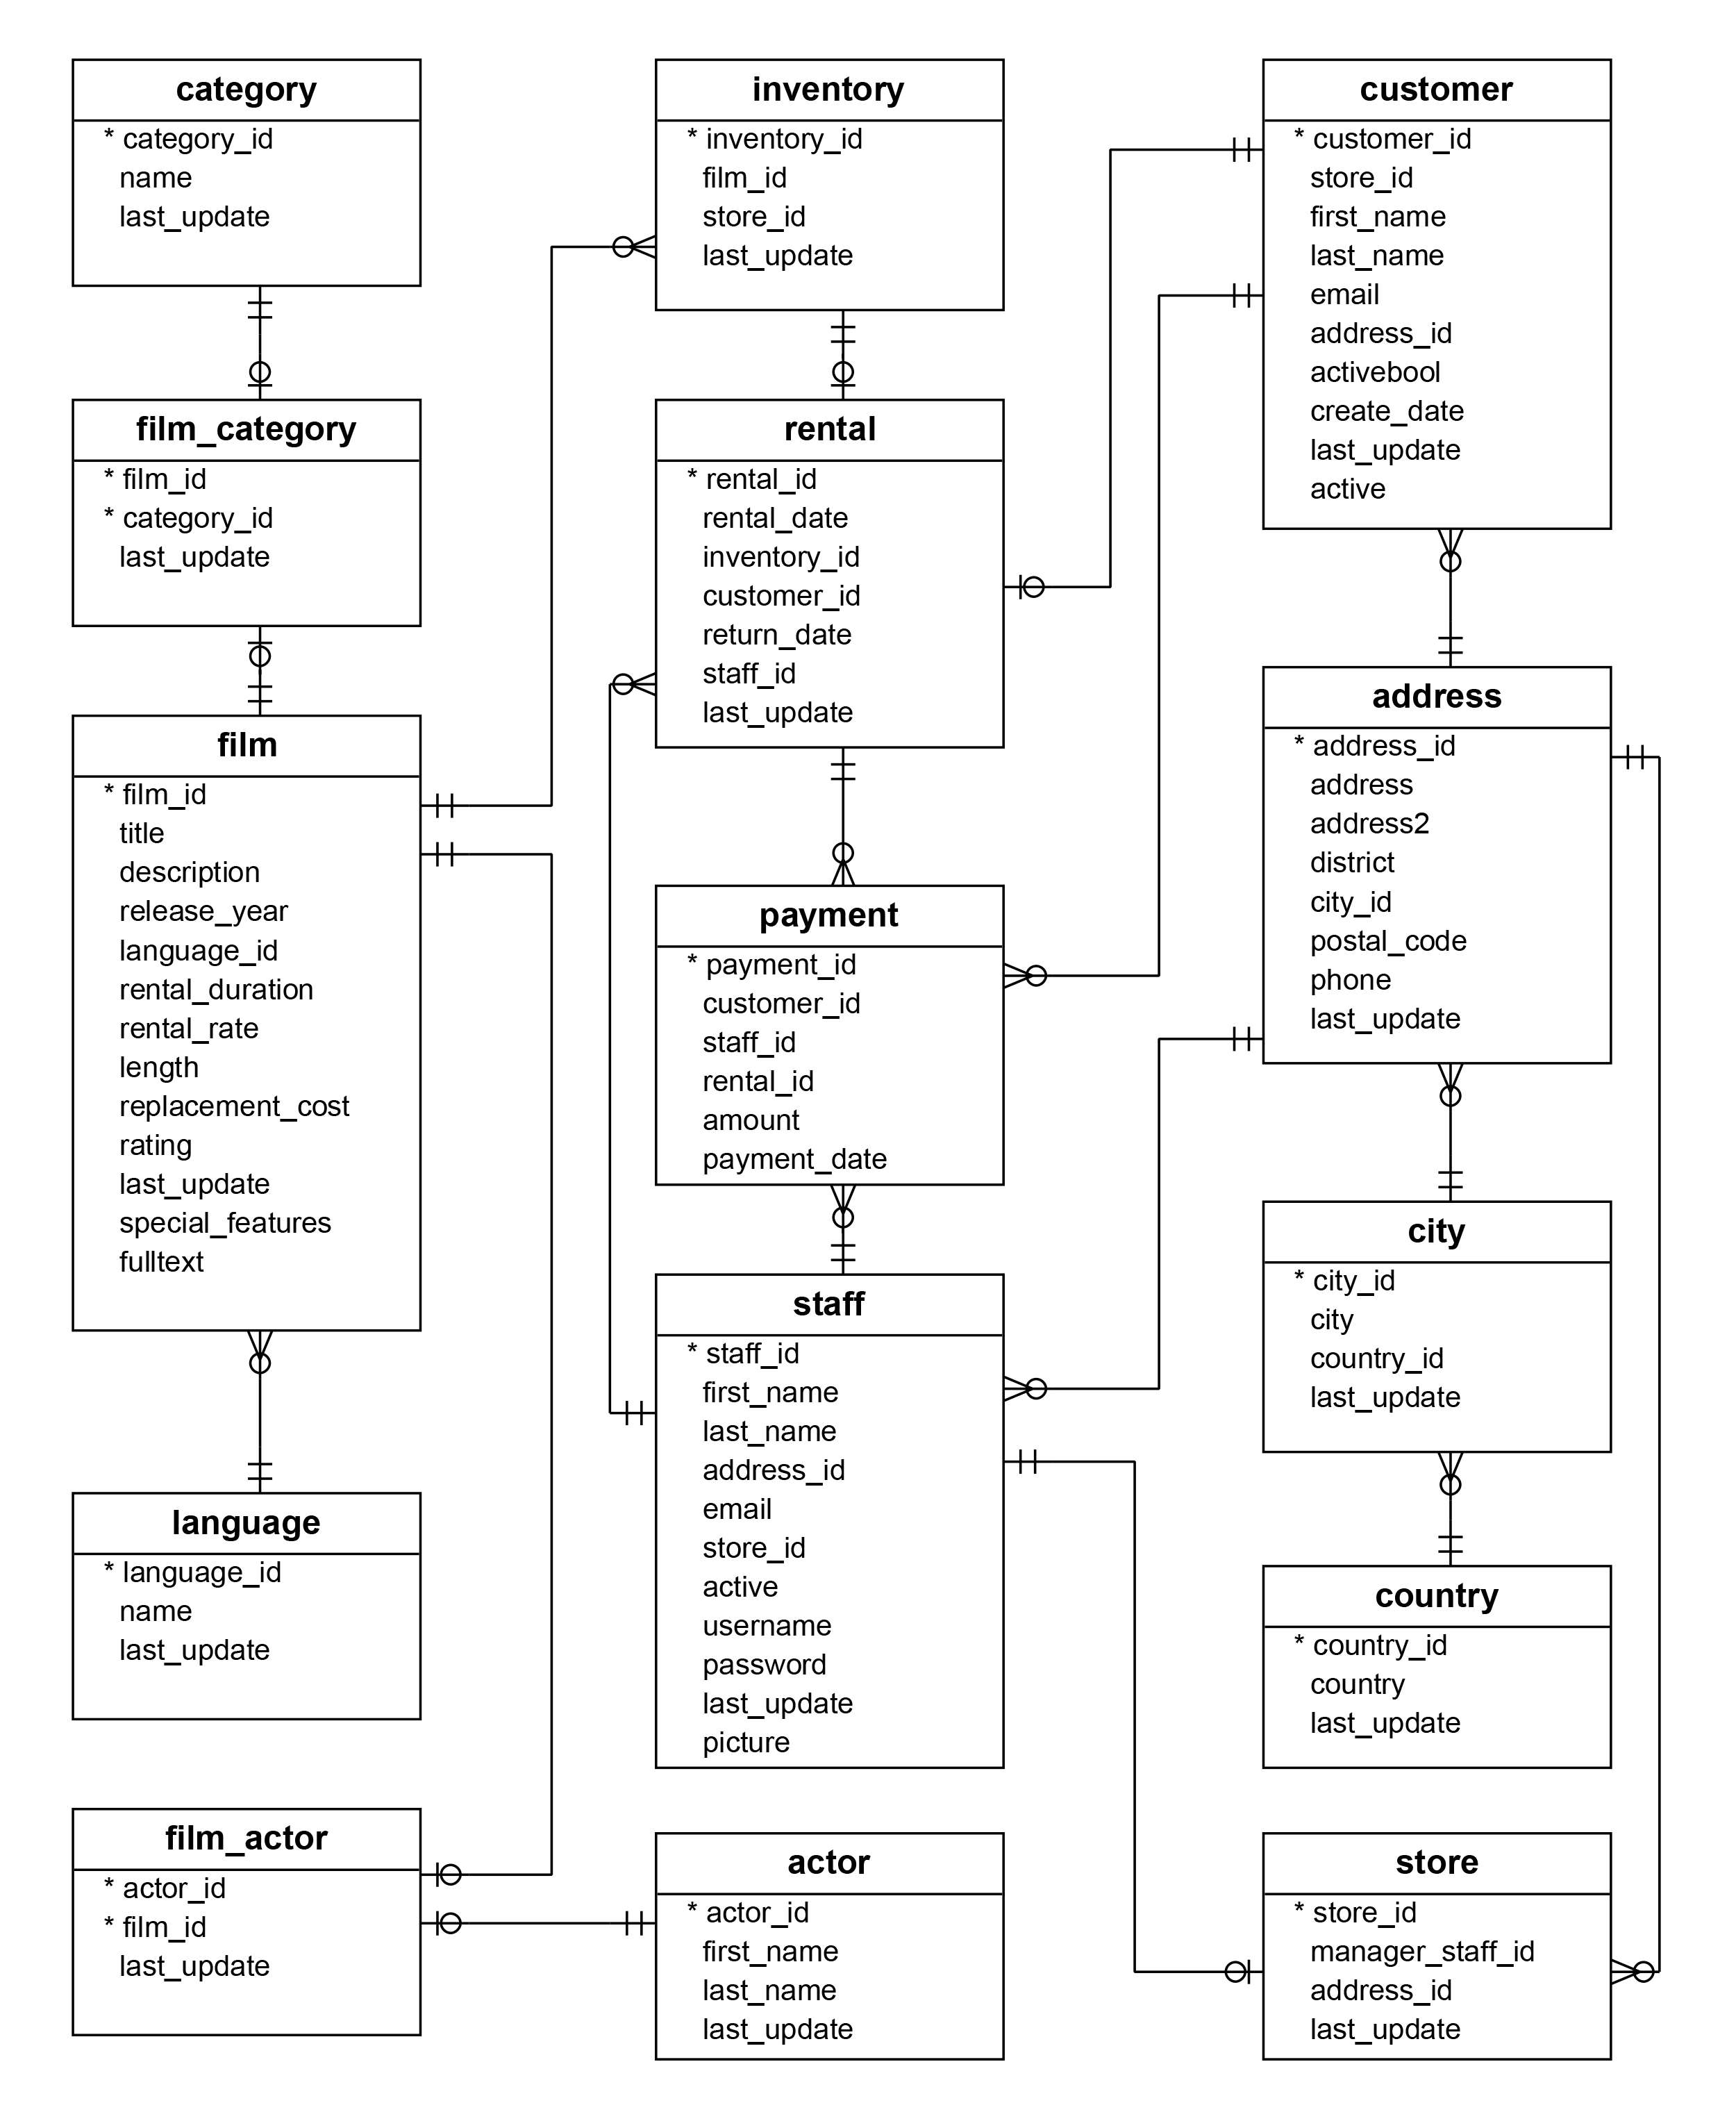 category
* category_id
name
last_update
film_category
* film_id
* category_id
last_update
film
* film_id
title
description
release_year
language_id
rental_duration
rental_rate
length
replacement_cost
rating
last_update
special_features
fulltext
language
* language_id
name
last_update
film_actor
* actor_id
* film_id
last_update
inventory
* inventory_id
film_id
store_id
last_update
rental
* rental_id
rental_date
inventory_id
customer_id
return_date
staff_id
last_update
payment
* payment_id
customer_id
staff_id
rental_id
amount
payment_date
staff
* staff_id
first_name
last_name
address_id
email
store_id
active
username
password
last_update
picture
actor
* actor_id
first_name
last_name
last_update
customer
* customer_id
store_id
first_name
last_name
email
address_id
activebool
create_date
last_update
active
address
* address_id
address
address2
district
city_id
postal_code
phone
last_update
city
* city_id
city
country_id
last_update
country
* country_id
country
last_update
store
* store_id
manager_staff_id
address_id
last_update